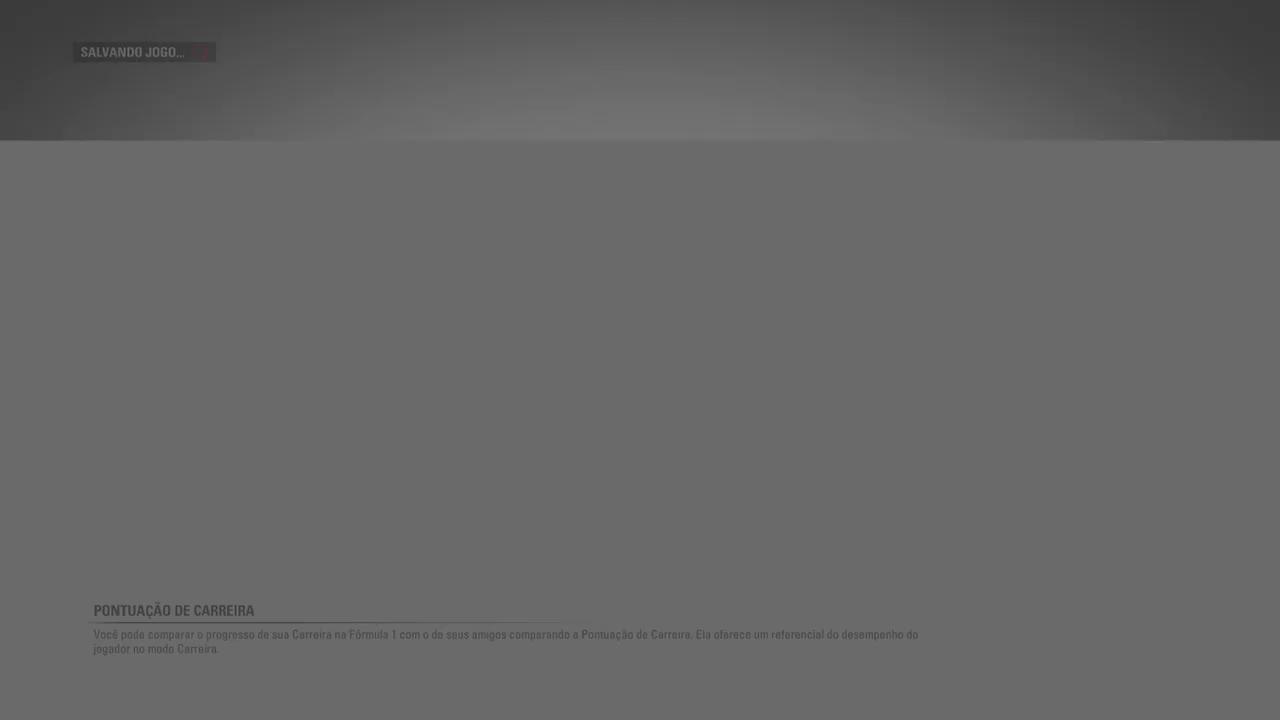 SALVANDO JOGO...
PONTUAÇÃO DE CARREIRA
Você pode comparar o progresso de sua Carreira na Fórmula 1 com o de seus amigos comparando a Pontuação de Carreira. Ela oferece um referencial do desempenho do
jogador no modo Carreira.